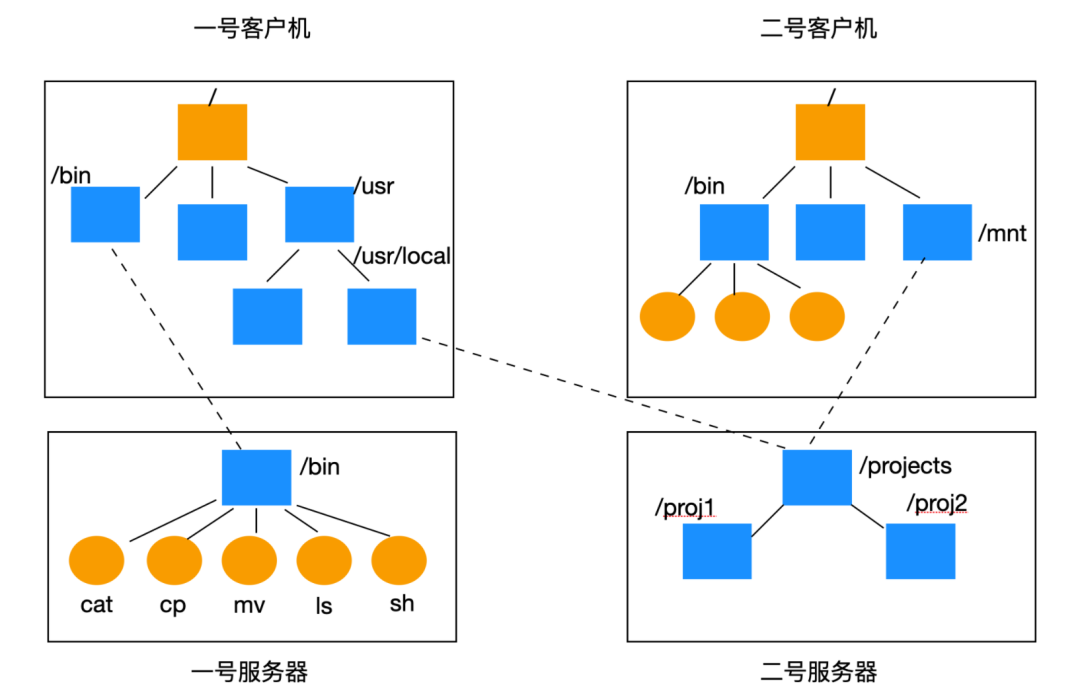 一号客户机
二号客户机
/
/
/bin
/usr
/bin
/mnt
/usr/local
/bin
/projects
/proj1
/proj2
cat
cp
mv
ls
sh
一号服务器
二号服务器